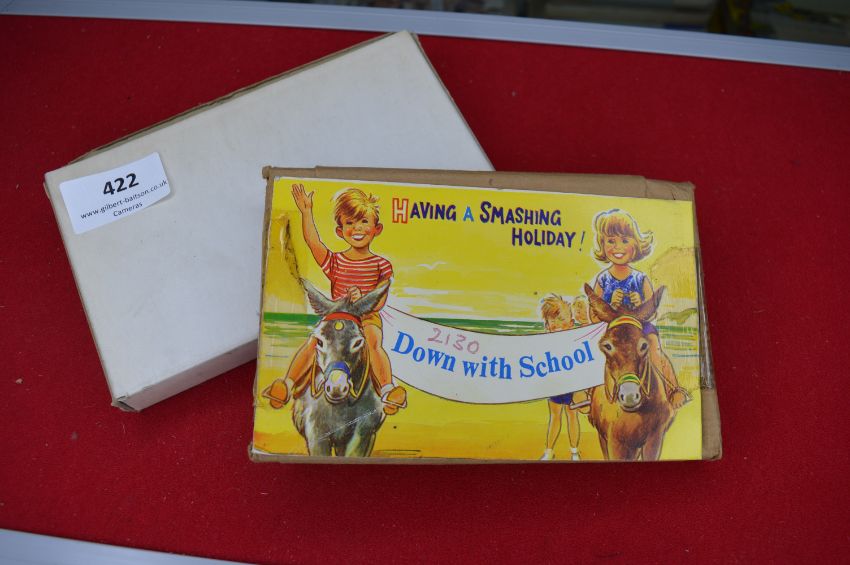 422
www.gilbert-baitson.co.uk
Cameras
HAVING A SMASHING
HOLIDAY!
2130
Down with School